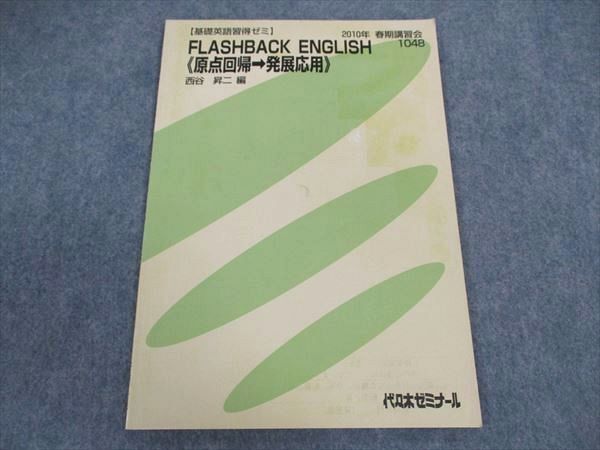 【基礎英語習得ゼミ】
2010年 春期講習会
FLASHBACK ENGLISH
1048
《原点回帰→発展応用》
西谷 昇二 編
代々木ゼミナール